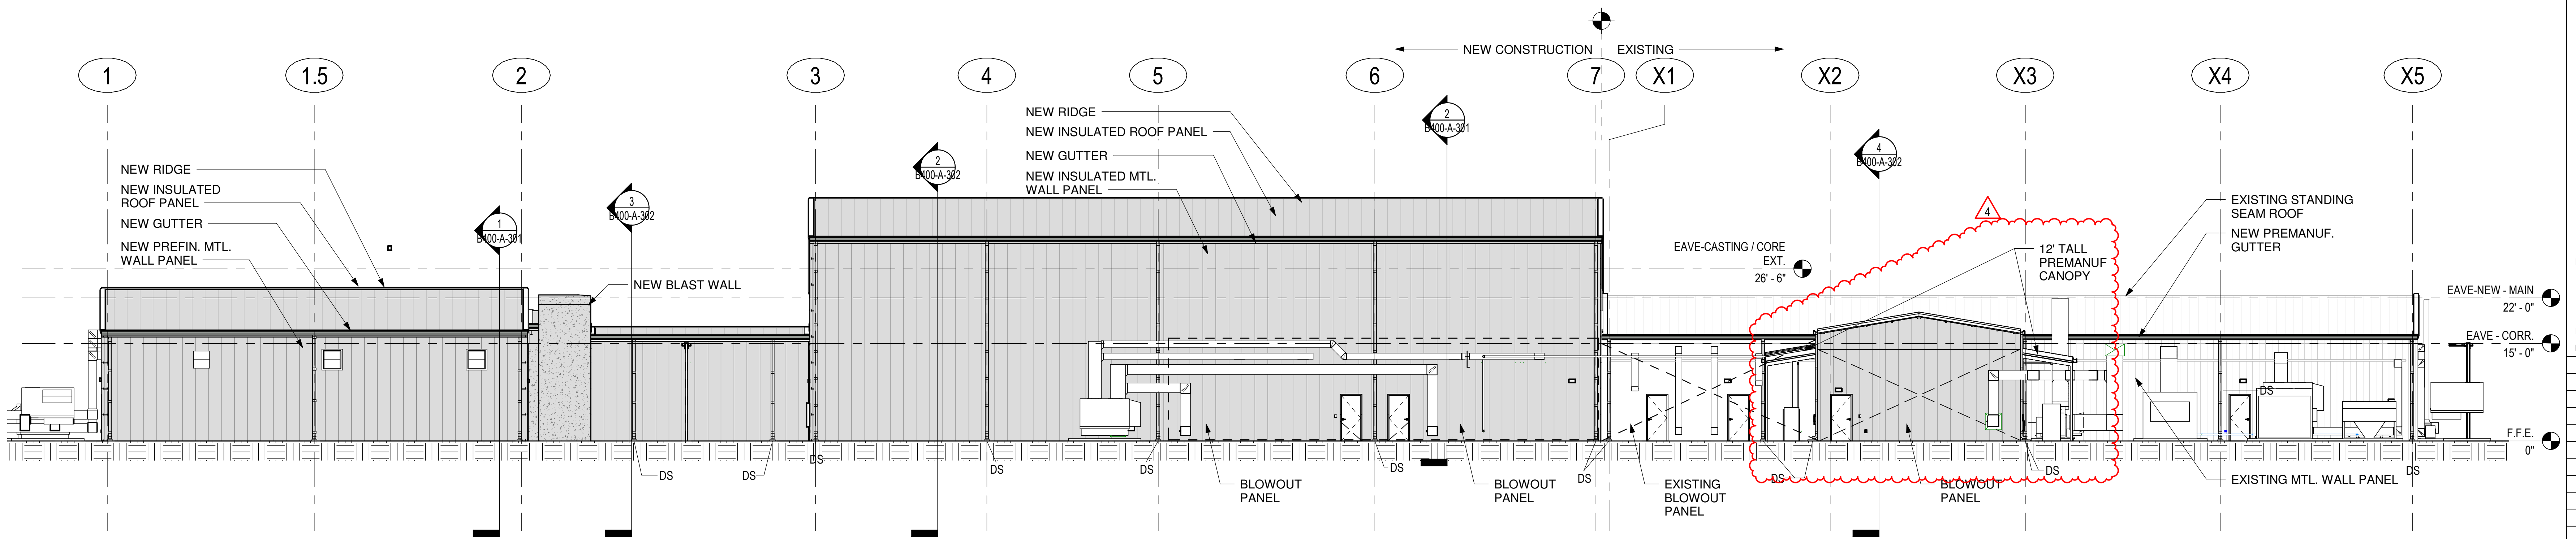 NEW CONSTRUCTION EXISTING
1 1.5 2 3 4 5 6 7 X1 X2 X3 X4 X5
NEW RIDGE
NEW INSULATED
ROOF PANEL
NEW GUTTER
NEW PREFIN. MTL.
WALL PANEL
1
B400-A-301
3
B400-A-302
NEW BLAST WALL
2
B400-A-302
NEW RIDGE
NEW INSULATED ROOF PANEL
NEW GUTTER
NEW INSULATED MTL.
WALL PANEL
2
B400-A-301
EAVE-CASTING / CORE
EXT.
26' - 6"
4
B400-A-302
4
12' TALL
PREMANUF
CANOPY
EXISTING STANDING
SEAM ROOF
NEW PREMANUF.
GUTTER
EAVE-NEW - MAIN
22' - 0"
EAVE - CORR.
15' - 0"
F.F.E.
0"
DS
DS
DS
DS
DS
DS
DS
DS
DS
DS
DS
BLOWOUT
PANEL
BLOWOUT
PANEL
EXISTING
BLOWOUT
PANEL
BLOWOUT
PANEL
EXISTING MTL. WALL PANEL